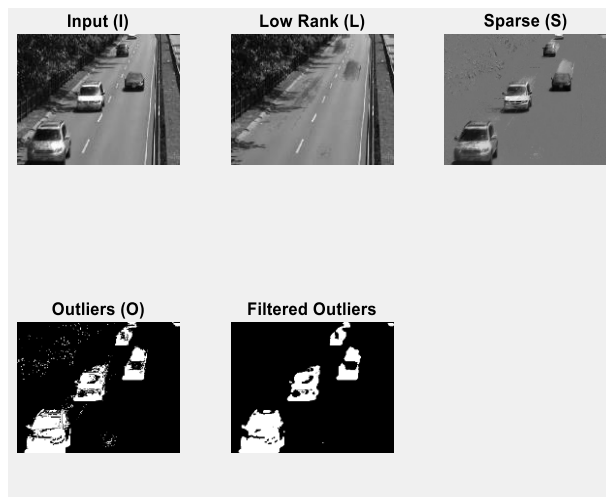 Input (I)
Low Rank (L)
Sparse (S)
Outliers (O)
Filtered Outliers